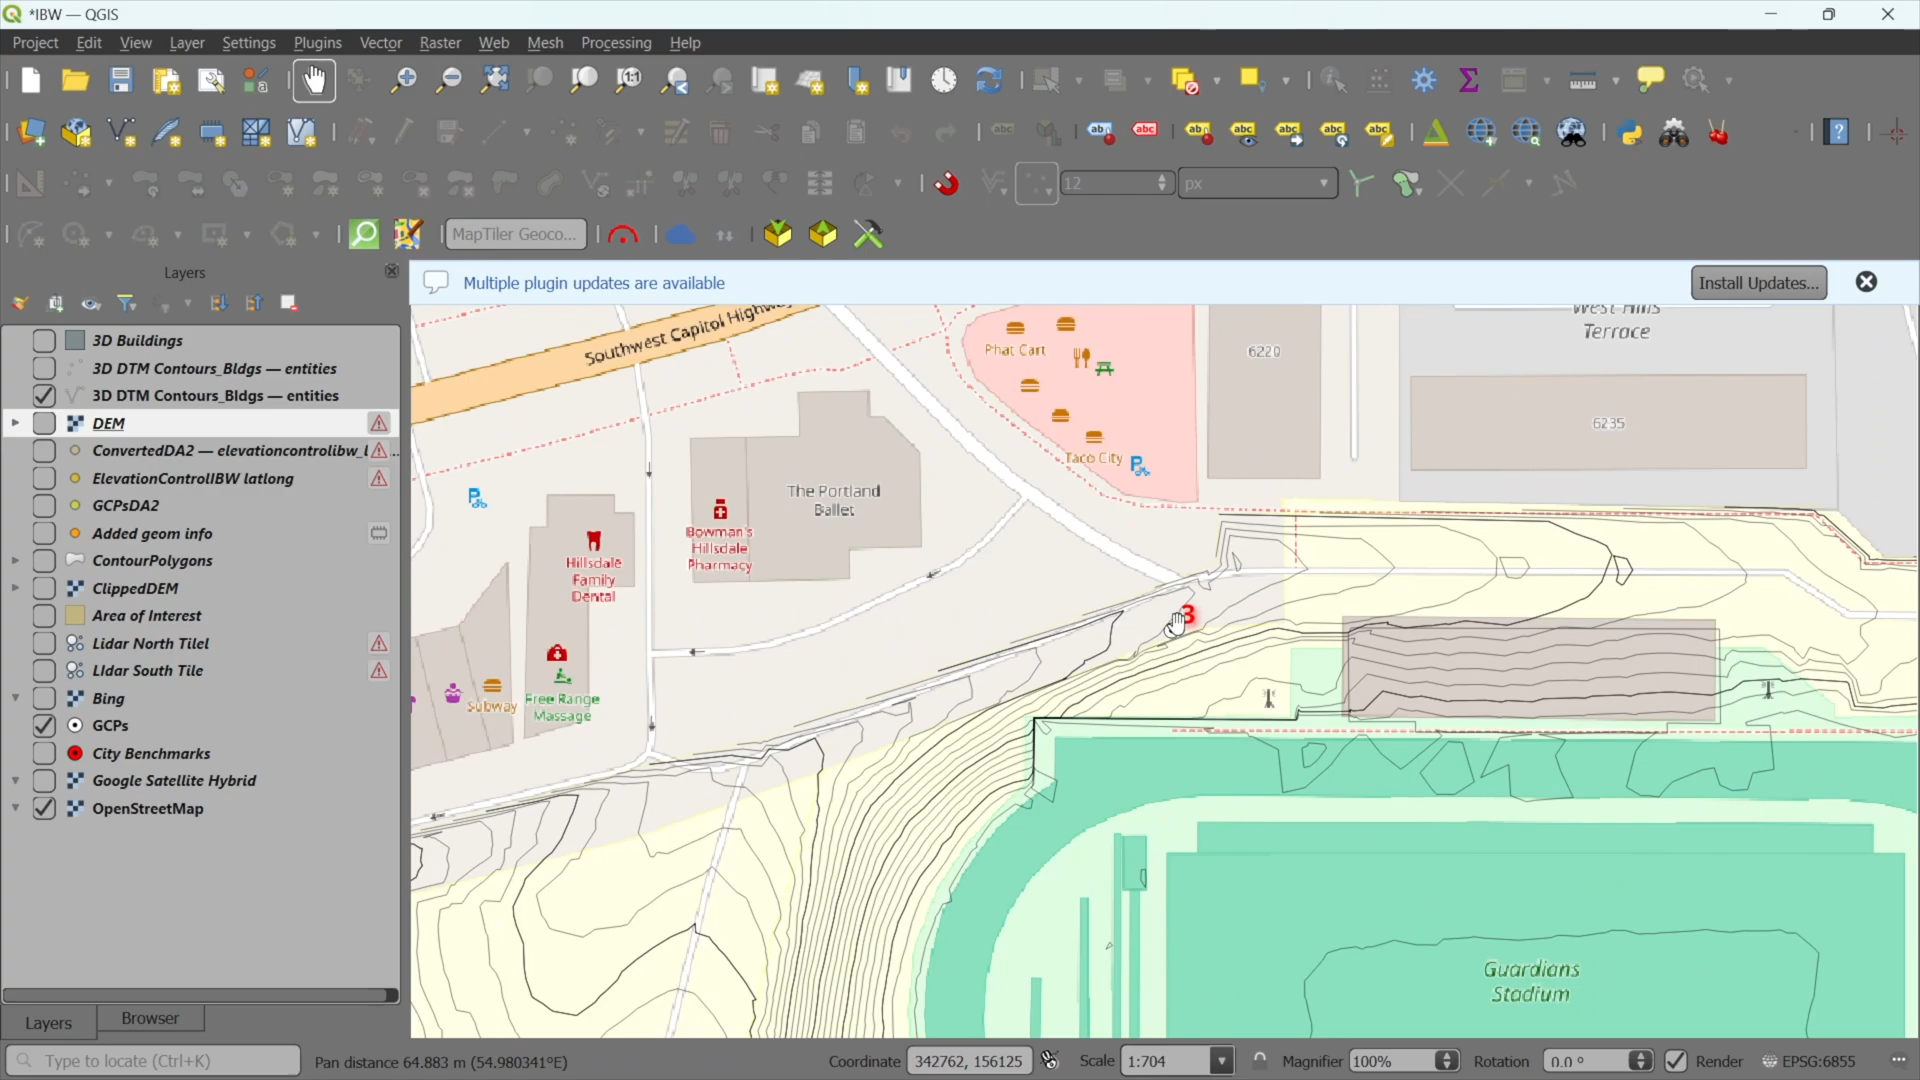 *IBW — QGIS
Project Edit View Layer Settings Plugins Vector Raster Web Mesh Processing Help
12 px
MapTiler Geoco...
Layers
Multiple plugin updates are available
Install Updates...
3D Buildings
3D DTM Contours_Bldgs — entities
3D DTM Contours_Bldgs — entities
DEM
ConvertedDA2 — elevationcontrolibw_l...
ElevationControlIBW latlong
GCPsDA2
Added geom info
ContourPolygons
ClippedDEM
Area of Interest
Lidar North Tilel
LIdar South Tile
Bing
GCPs
City Benchmarks
Google Satellite Hybrid
OpenStreetMap
Southwest Capitol Highw
Phat Cart
Taco City
6220
West Hills
Terrace
6235
The Portland
Ballet
Bowman's
Hillsdale
Pharmacy
Hillsdale
Family
Dental
Free Range
Massage
Subway
3
Guardians
Stadium
Layers Browser
Type to locate (Ctrl+K)
Pan distance 64.883 m (54.980341°E)
Coordinate 342762, 156125
Scale 1:704
Magnifier 100%
Rotation 0.0 °
Render
EPSG:6855